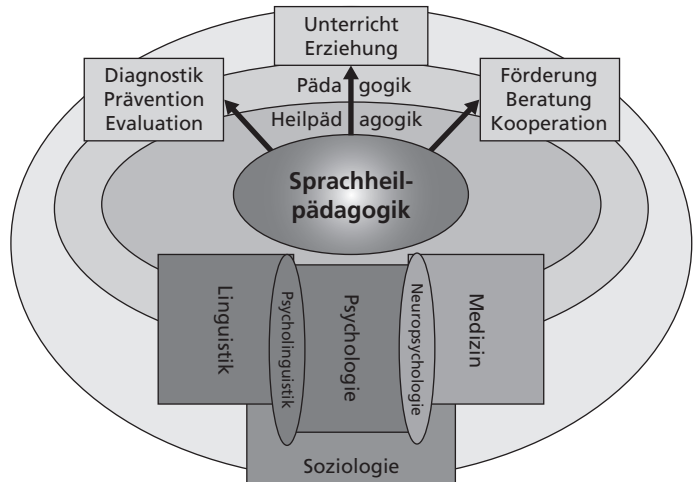 Unterricht
Erziehung
Diagnostik
Prävention
Evaluation
Förderung
Beratung
Kooperation
Päda gogik
Heilpäd agogik
Sprachheil-
pädagogik
Linguistik
Psycholinguistik
Psychologie
Neuropsychologie
Medizin
Soziologie